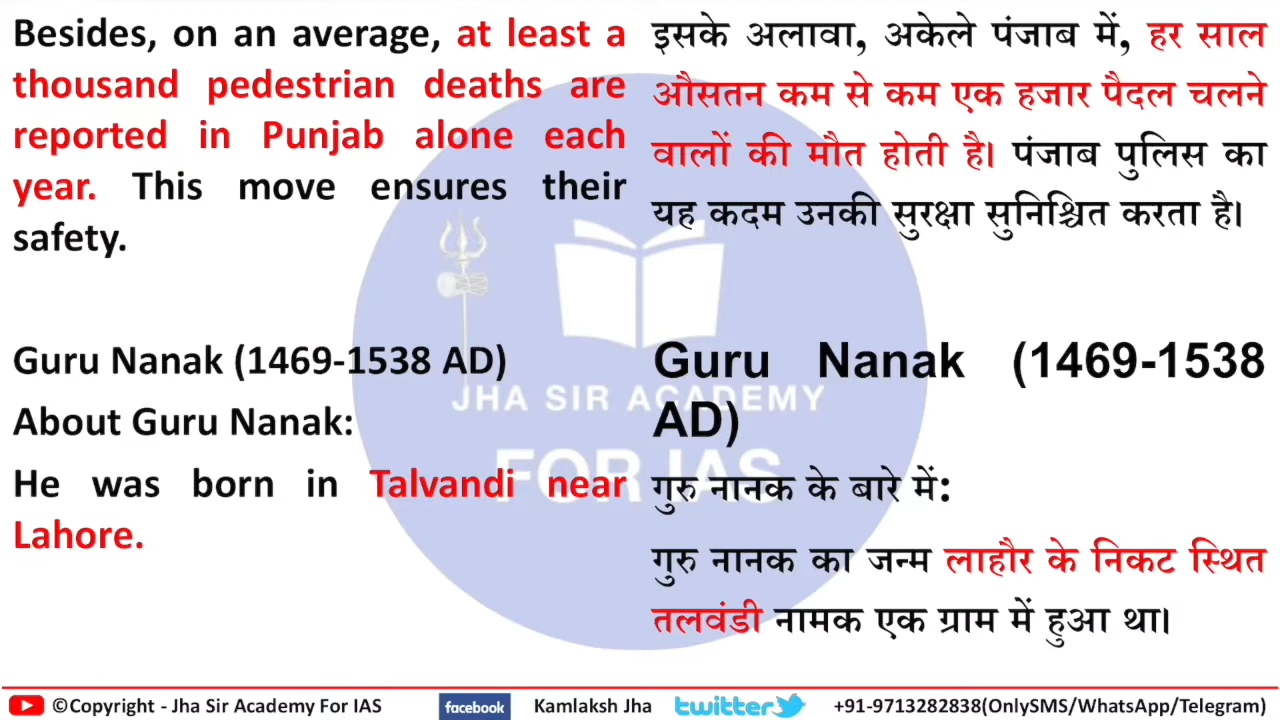 Besides, on an average, at least a
thousand pedestrian deaths are
reported in Punjab alone each
year. This move ensures their
safety.
Guru Nanak (1469-1538 AD)
About Guru Nanak:
He was born in Talvandi near
Lahore.
इसके अलावा, अकेले पंजाब में, हर साल
औसतन कम से कम एक हजार पैदल चलने
वालों की मौत होती है। पंजाब पुलिस का
यह कदम उनकी सुरक्षा सुनिश्चित करता है।
Guru Nanak (1469-1538
AD)
गुरु नानक के बारे में:
गुरु नानक का जन्म लाहौर के निकट स्थित
तलवंडी नामक एक ग्राम में हुआ था।
JHA SIR ACADEMY
FOR IAS
©Copyright - Jha Sir Academy For IAS facebook Kamlaksh Jha twitter +91-9713282838(OnlySMS/WhatsApp/Telegram)